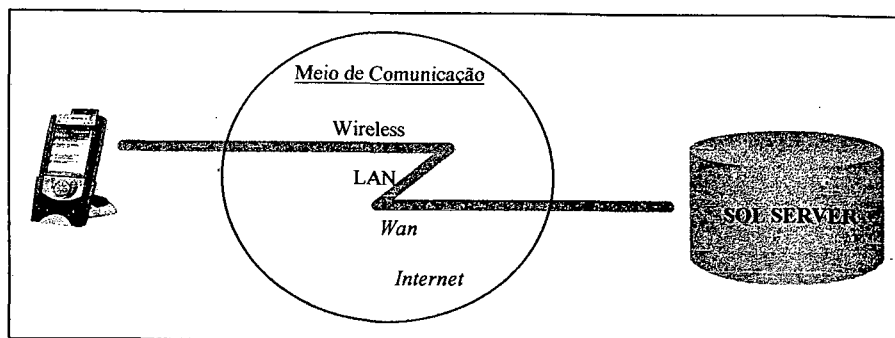 Meio de Comunicação
Wireless
LAN
Wan
Internet
SQL SERVER